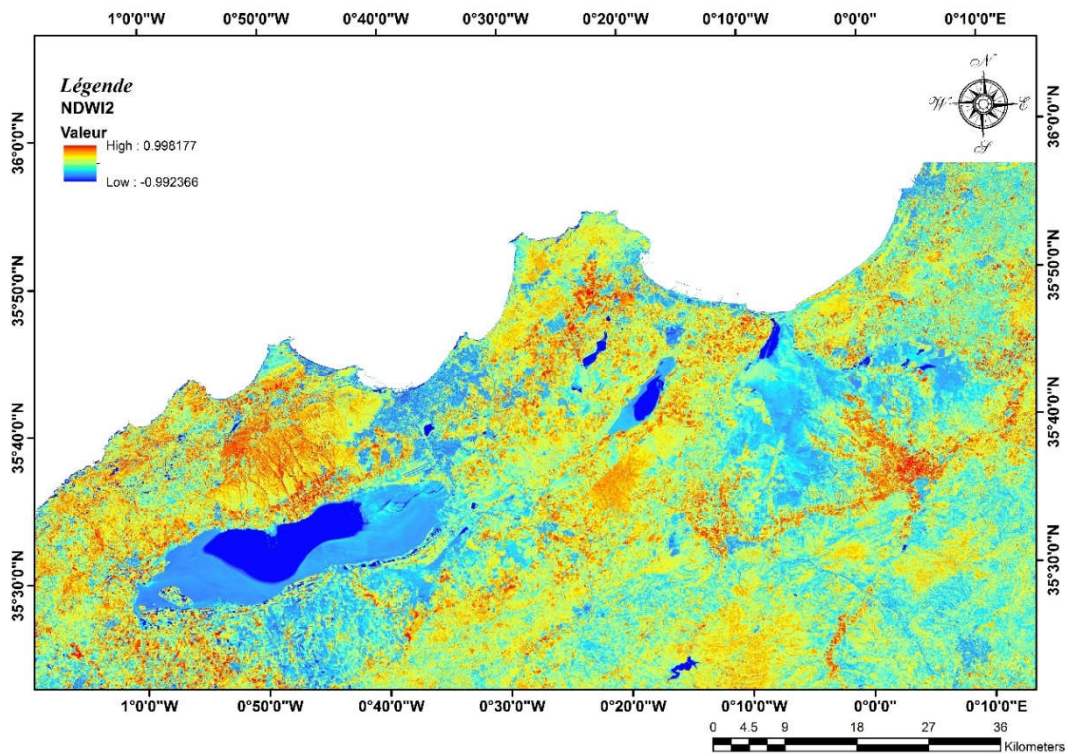 1°0'0"W 0°50'0"W 0°40'0"W 0°30'0"W 0°20'0"W 0°10'0"W 0°0'0" 0°10'0"E
Légende
NDWI2
Valeur
High : 0.998177
Low : -0.992366
N
W E
S
36°0'0"N 36°0'0"N
35°50'0"N 35°50'0"N
35°40'0"N 35°40'0"N
35°30'0"N 35°30'0"N
1°0'0"W 0°50'0"W 0°40'0"W 0°30'0"W 0°20'0"W 0°10'0"W 0°0'0" 0°10'0"E
0 4.5 9 18 27 36
Kilometers